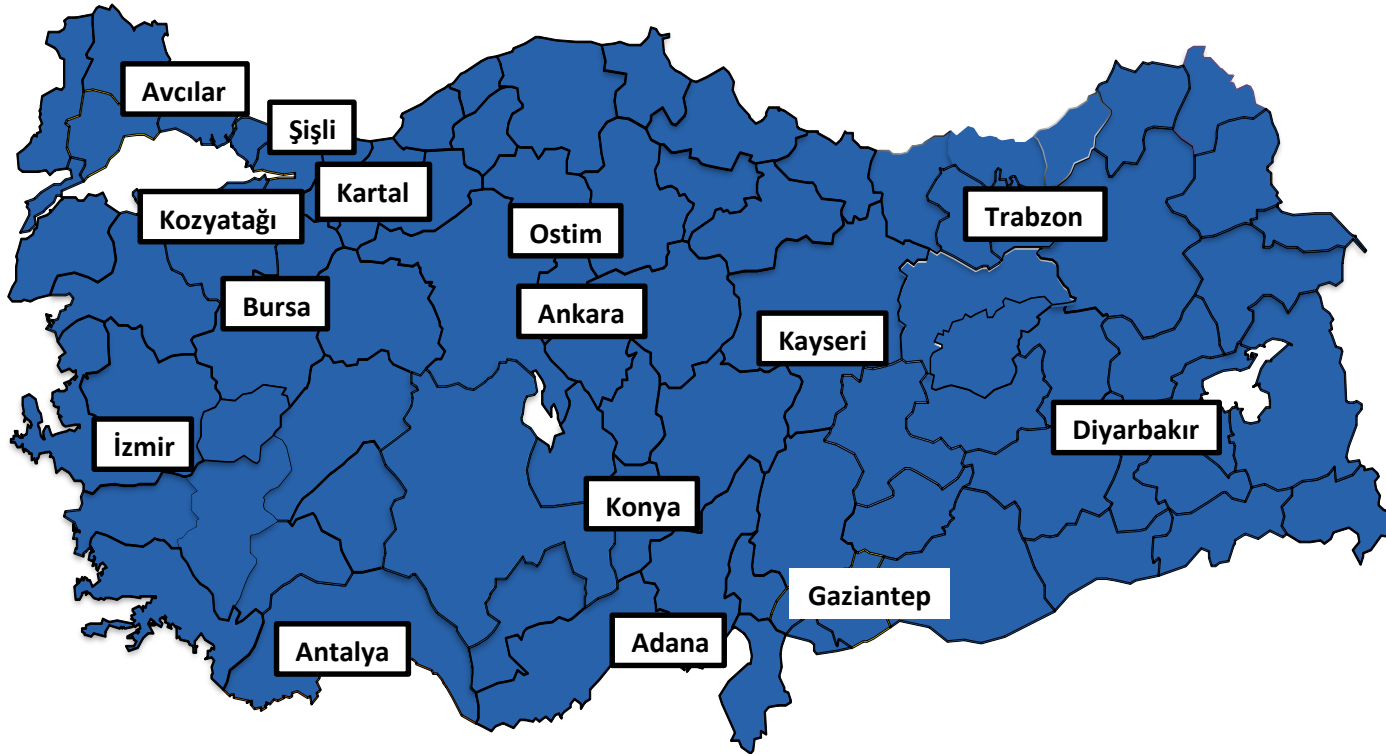 Avcılar
Şişli
Kartal
Kozyatağı
Trabzon
Ostim
Bursa
Ankara
Kayseri
Diyarbakır
İzmir
Konya
Gaziantep
Adana
Antalya